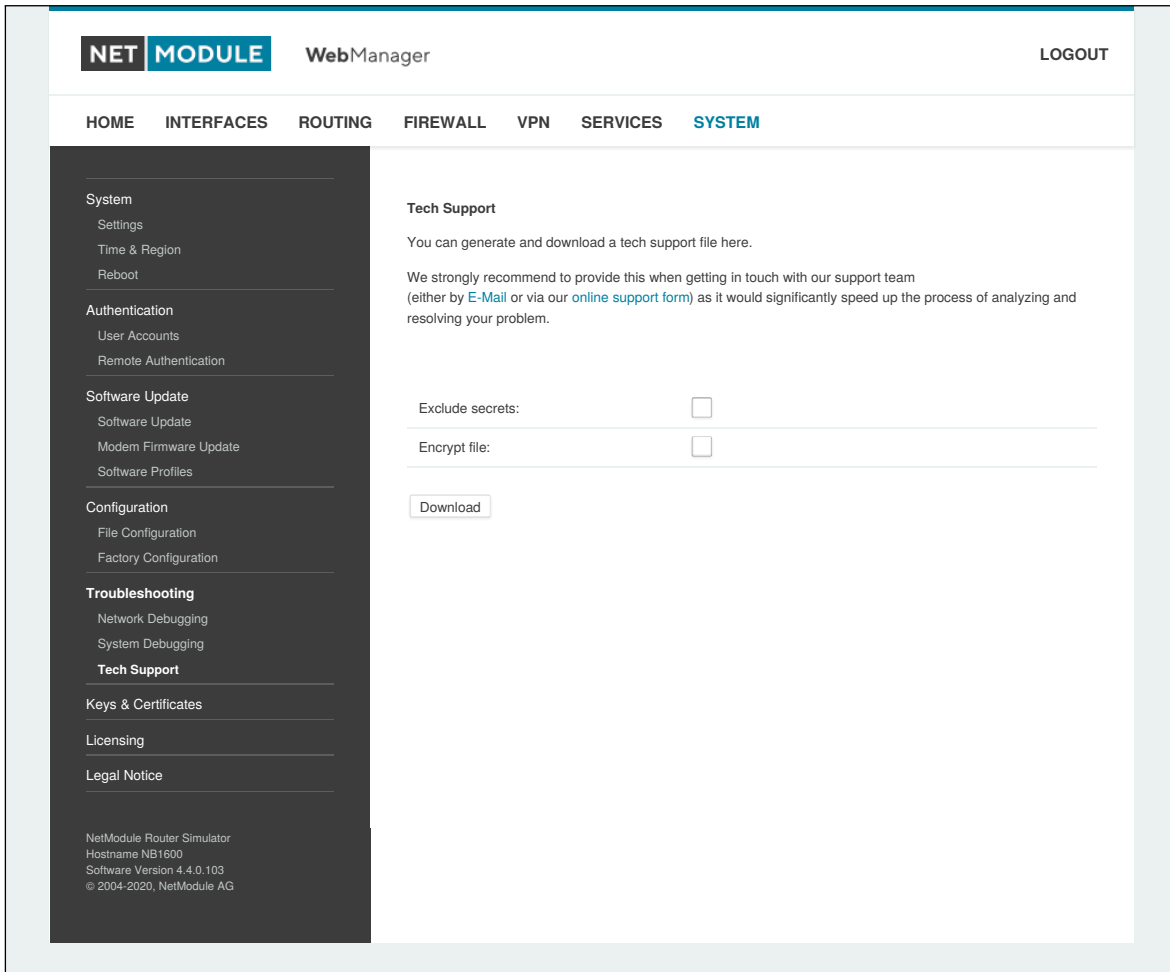 NET MODULE WebManager LOGOUT
HOME INTERFACES ROUTING FIREWALL VPN SERVICES SYSTEM
System
Settings
Time & Region
Reboot
Authentication
User Accounts
Remote Authentication
Software Update
Software Update
Modem Firmware Update
Software Profiles
Configuration
File Configuration
Factory Configuration
Troubleshooting
Network Debugging
System Debugging
Tech Support
Keys & Certificates
Licensing
Legal Notice
NetModule Router Simulator
Hostname NB1600
Software Version 4.4.0.103
© 2004-2020, NetModule AG
Tech Support
You can generate and download a tech support file here.
We strongly recommend to provide this when getting in touch with our support team
(either by E-Mail or via our online support form) as it would significantly speed up the process of analyzing and
resolving your problem.
Exclude secrets:
Encrypt file:
Download